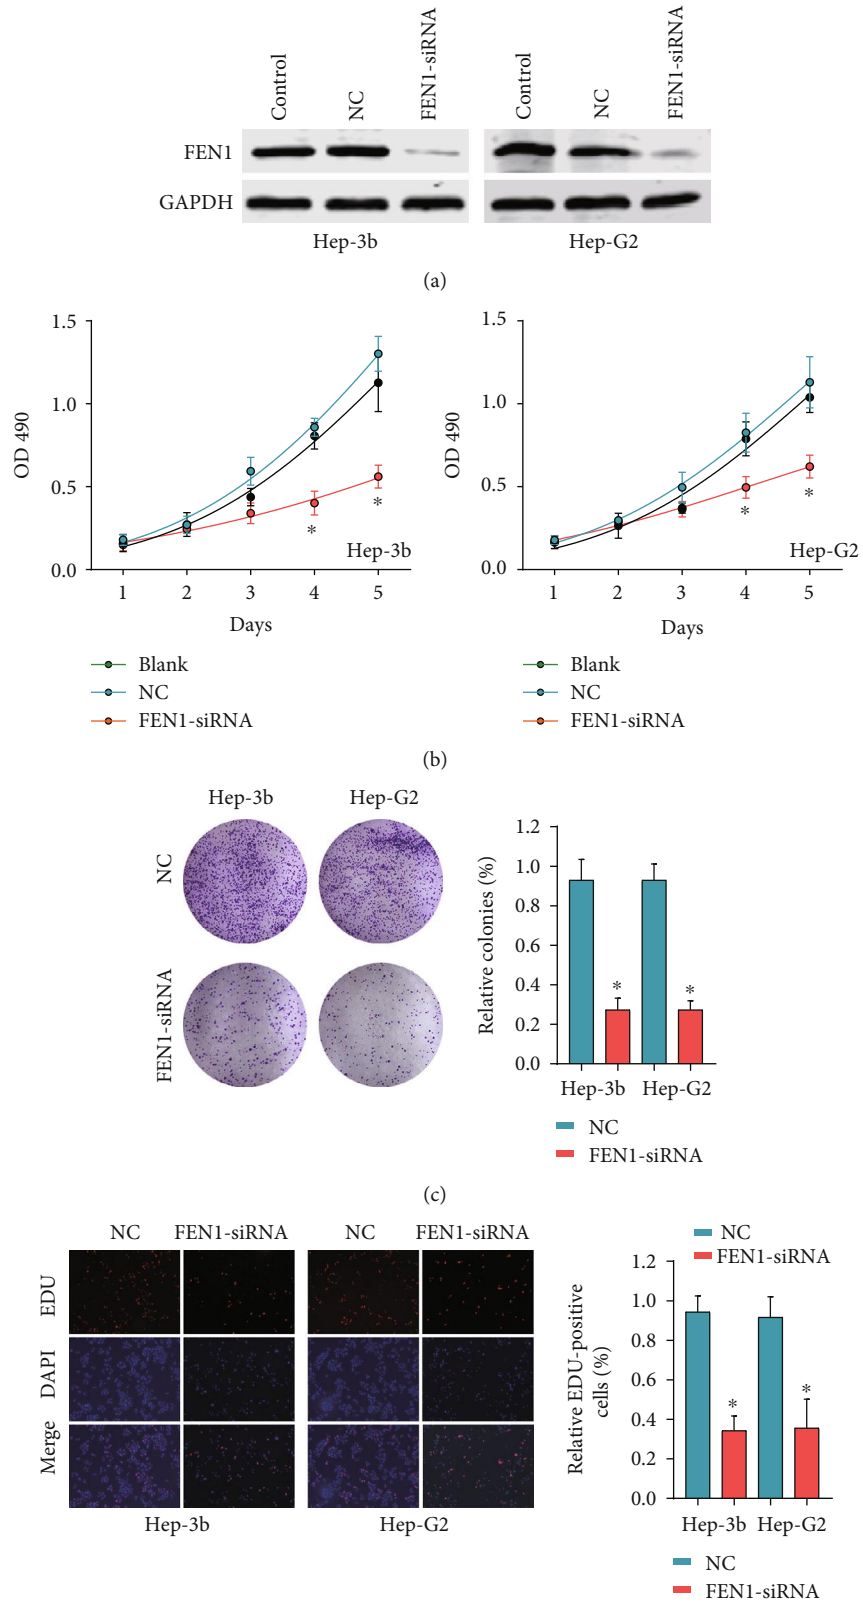 Control
NC
FEN1-siRNA
Control
NC
FEN1-siRNA
FEN1
GAPDH
Hep-3b
Hep-G2
(a)
OD 490
1.5
1.0
0.5
0.0
1 2 3 4 5
Days
Hep-3b
*
*
Blank
NC
FEN1-siRNA
OD 490
1.5
1.0
0.5
0.0
1 2 3 4 5
Days
Hep-G2
*
*
Blank
NC
FEN1-siRNA
(b)
Hep-3b
Hep-G2
NC
FEN1-siRNA
Relative colonies (%)
1.2
1.0
0.8
0.6
0.4
0.2
0.0
*
*
Hep-3b
Hep-G2
NC
FEN1-siRNA
(c)
NC
FEN1-siRNA
NC
FEN1-siRNA
EDU
DAPI
Merge
Hep-3b
Hep-G2
NC
FEN1-siRNA
Relative EDU-positive
cells (%)
1.2
1.0
0.8
0.6
0.4
0.2
0.0
*
*
Hep-3b
Hep-G2
NC
FEN1-siRNA